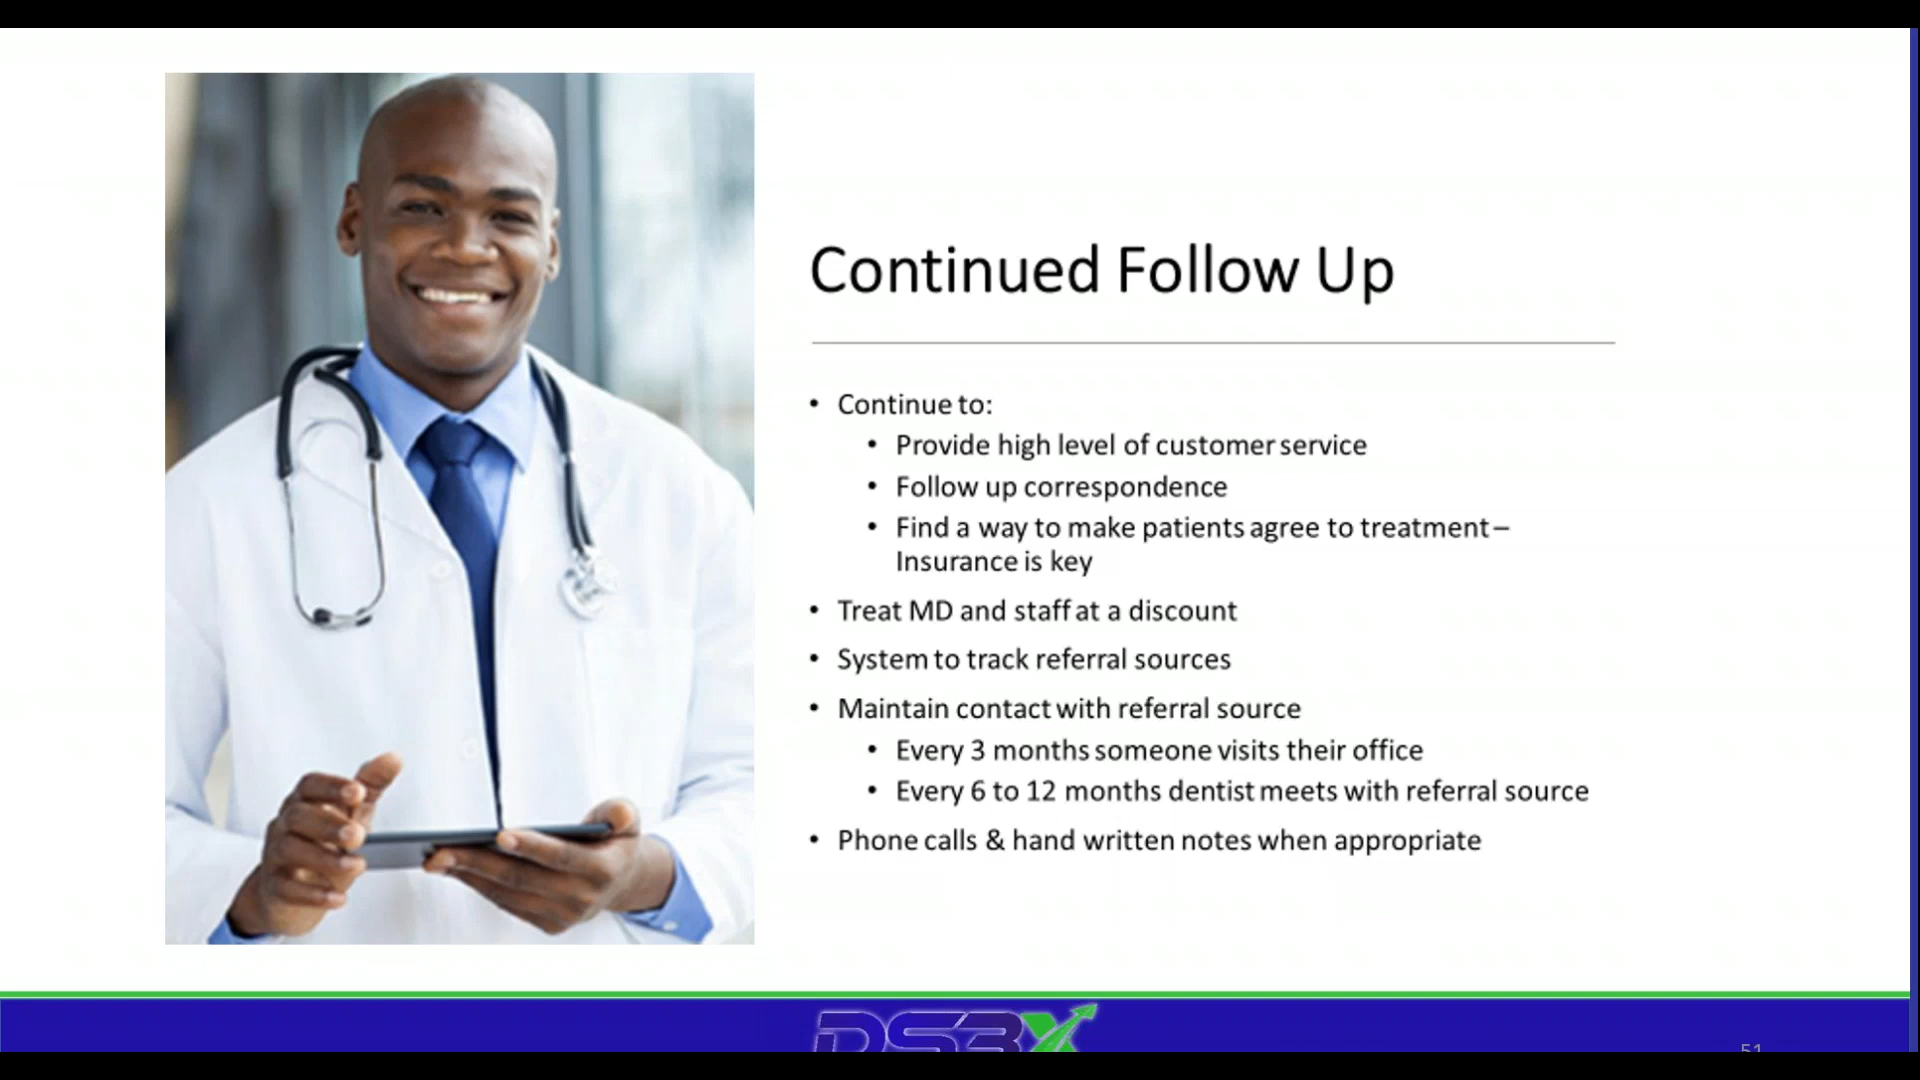 Continued Follow Up
• Continue to:
• Provide high level of customer service
• Follow up correspondence
• Find a way to make patients agree to treatment –
Insurance is key
• Treat MD and staff at a discount
• System to track referral sources
• Maintain contact with referral source
• Every 3 months someone visits their office
• Every 6 to 12 months dentist meets with referral source
• Phone calls & hand written notes when appropriate
DS3X
51